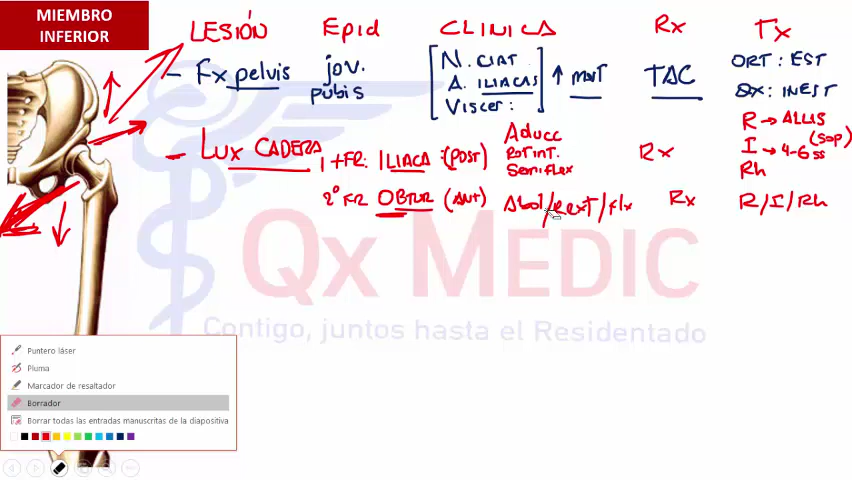 MIEMBRO
INFERIOR
LESIÓN Epid CLINICA Rx Tx
- Fx pelvis jov. púbis N. CIAT A. ILIACAS Viscer: ↑ mort TAC ORT: EST QX: INEST
- Lux CADERA 1 + FR: ILIACA (POST) Aducc Rot int. Semiflex Rx R → ALLIS I → 4-6 ss (sop) Rh
2° FR OBTUR (ANT) Abd/Rext/flx Rx R/I/Rh
Qx MEDIC
Contigo, juntos hasta el Residentado
Puntero láser
Pluma
Marcador de resaltador
Borrador
Borrar todas las entradas manuscritas de la diapositiva